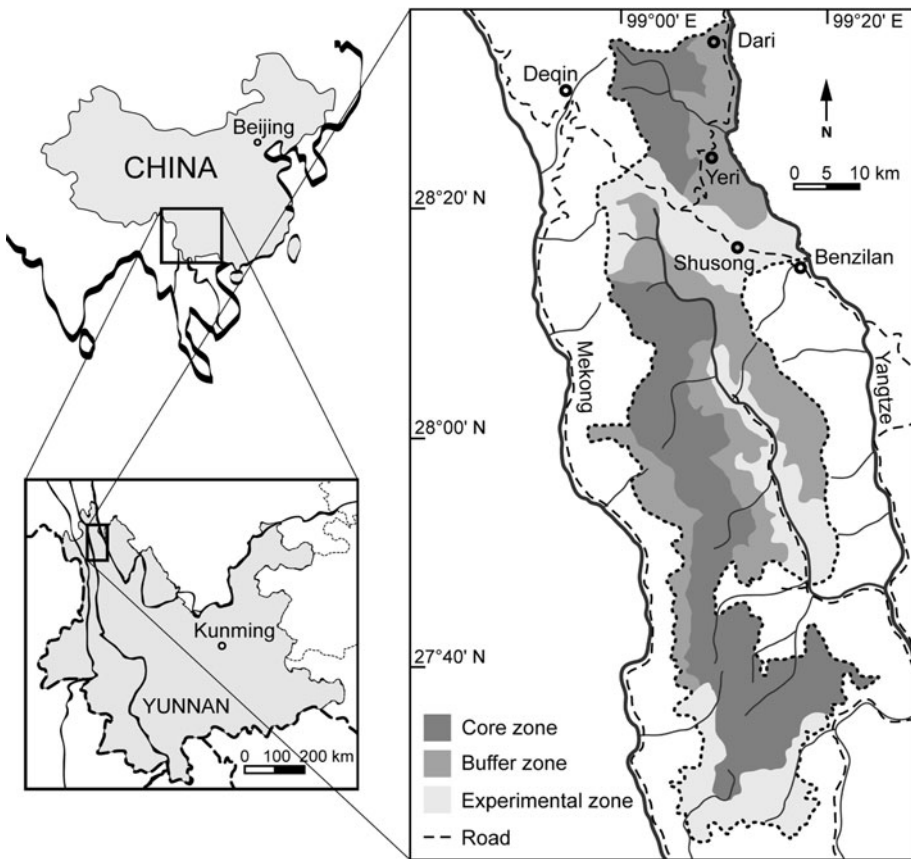 Beijing
CHINA
Kunming
YUNNAN
0 100 200 km
99°00' E
99°20' E
Dari
Deqin
N
Yeri
0 5 10 km
28°20' N
Shusong
Benzilan
Mekong
Yangtze
28°00' N
27°40' N
Core zone
Buffer zone
Experimental zone
Road